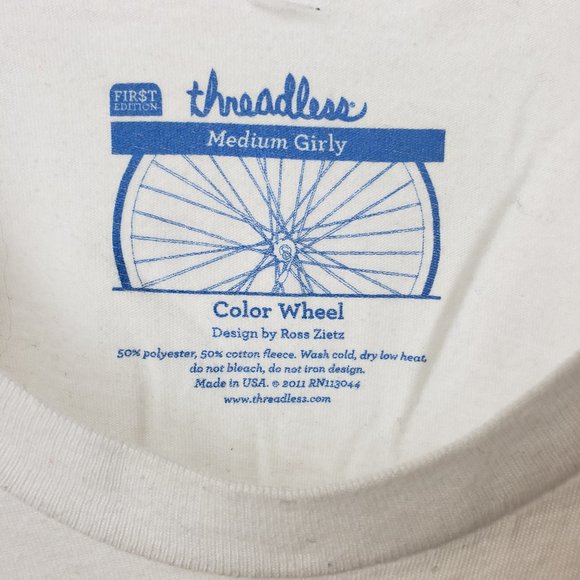 FIR$T
EDITION
threadless
Medium Girly
Color Wheel
Design by Ross Zietz
50% polyester, 50% cotton fleece. Wash cold, dry low heat,
do not bleach, do not iron design.
Made in USA. © 2011 RN113044
www.threadless.com